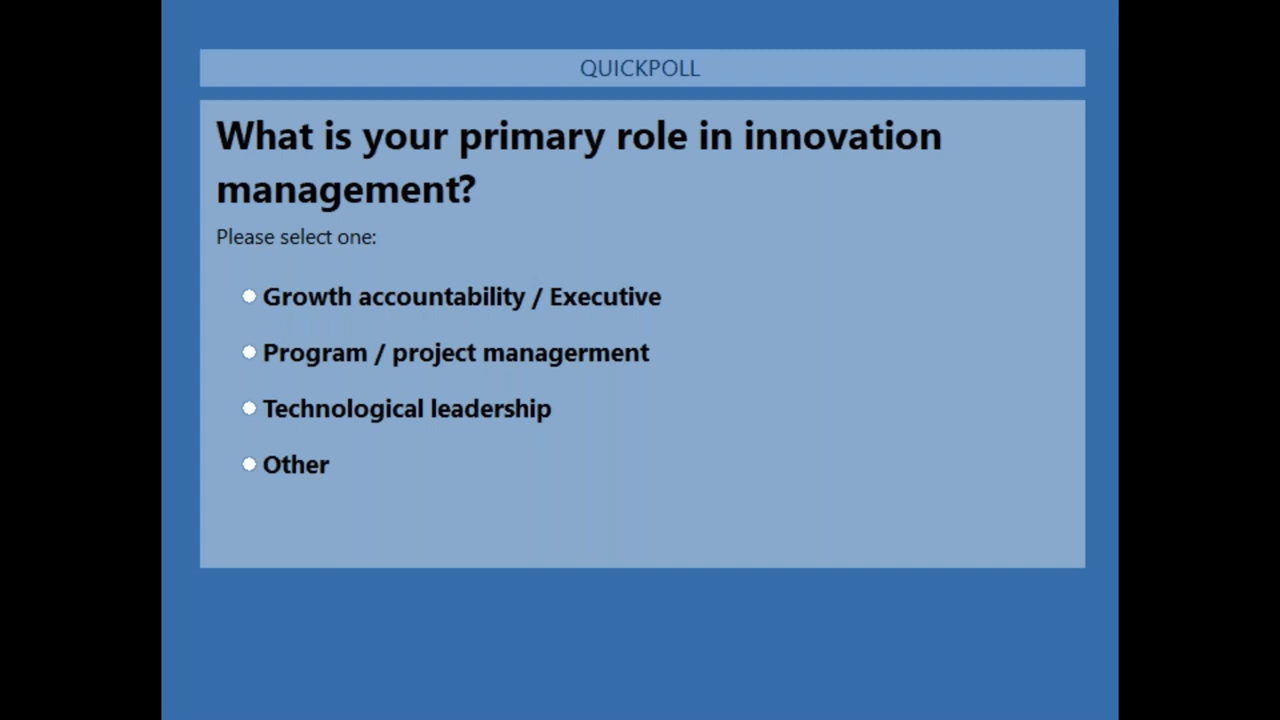 QUICKPOLL
What is your primary role in innovation
management?
Please select one:
Growth accountability / Executive
Program / project managerment
Technological leadership
Other